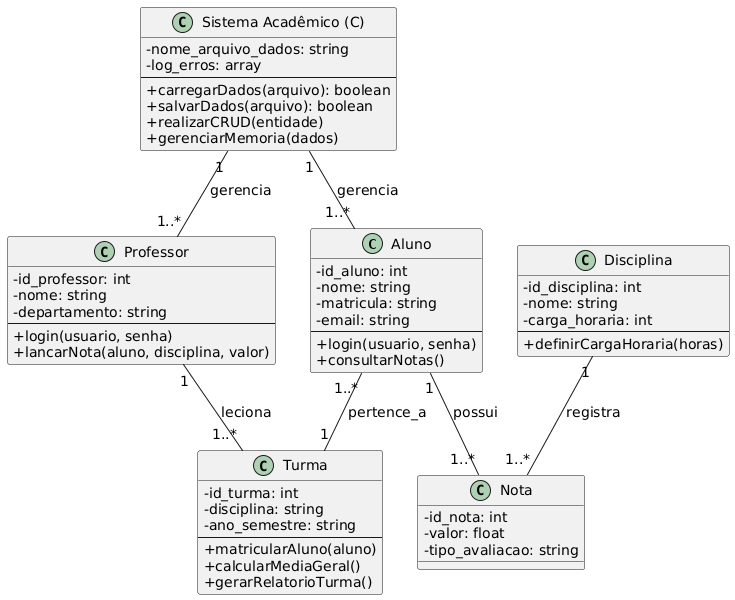 C Sistema Acadêmico (C)
-nome_arquivo_dados: string
-log_erros: array
+carregarDados(arquivo): boolean
+salvarDados(arquivo): boolean
+realizarCRUD(entidade)
+gerenciarMemoria(dados)
1
1
gerencia
gerencia
1..*
1..*
C Professor
-id_professor: int
-nome: string
-departamento: string
+login(usuario, senha)
+lancarNota(aluno, disciplina, valor)
C Aluno
-id_aluno: int
-nome: string
-matricula: string
-email: string
+login(usuario, senha)
+consultarNotas()
C Disciplina
-id_disciplina: int
-nome: string
-carga_horaria: int
+definirCargaHoraria(horas)
1
1..*
1
1
leciona
pertence_a
possui
registra
1..*
1
1..*
1..*
C Turma
-id_turma: int
-disciplina: string
-ano_semestre: string
+matricularAluno(aluno)
+calcularMediaGeral()
+gerarRelatorioTurma()
C Nota
-id_nota: int
-valor: float
-tipo_avaliacao: string